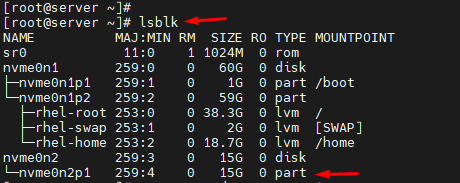 [root@server ~]#
[root@server ~]# lsblk
NAME          MAJ:MIN RM  SIZE RO TYPE MOUNTPOINT
sr0            11:0    1 1024M  0 rom
nvme0n1       259:0    0   60G  0 disk
├─nvme0n1p1   259:1    0    1G  0 part /boot
└─nvme0n1p2   259:2    0   59G  0 part
  ├─rhel-root 253:0    0 38.3G  0 lvm  /
  ├─rhel-swap 253:1    0    2G  0 lvm  [SWAP]
  └─rhel-home 253:2    0 18.7G  0 lvm  /home
nvme0n2       259:3    0   15G  0 disk
└─nvme0n2p1   259:4    0   15G  0 part